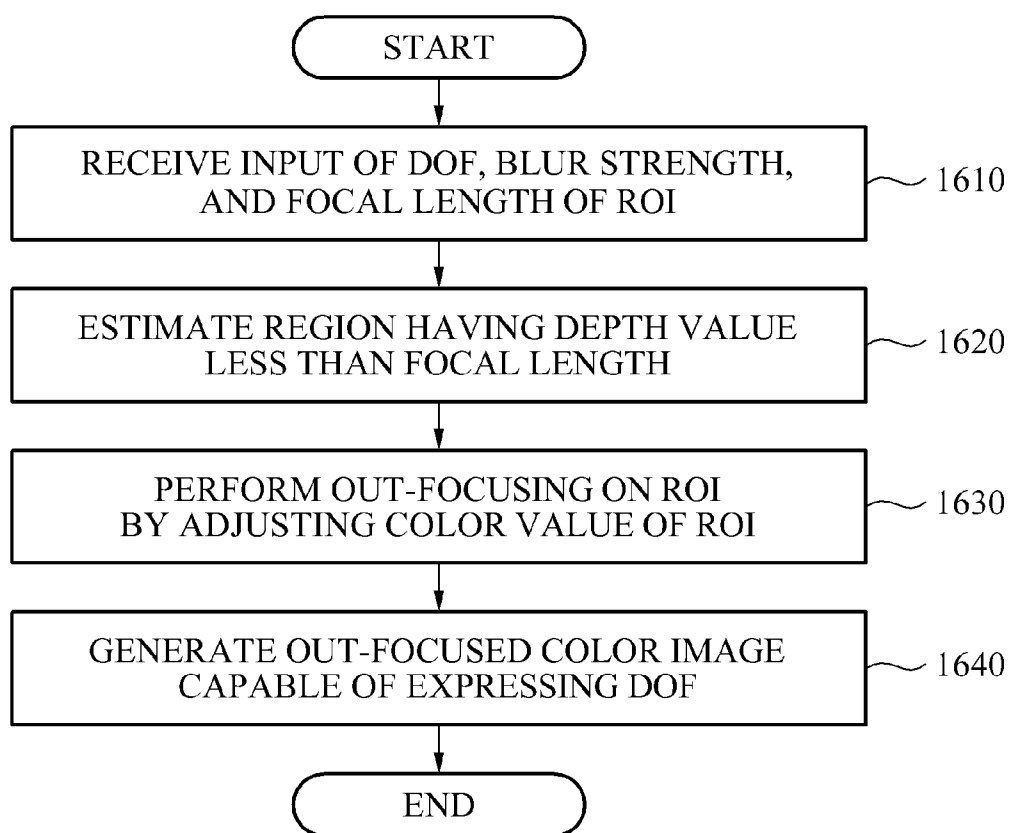 START
RECEIVE INPUT OF DOF, BLUR STRENGTH,
AND FOCAL LENGTH OF ROI
1610
ESTIMATE REGION HAVING DEPTH VALUE
LESS THAN FOCAL LENGTH
1620
PERFORM OUT-FOCUSING ON ROI
BY ADJUSTING COLOR VALUE OF ROI
1630
GENERATE OUT-FOCUSED COLOR IMAGE
CAPABLE OF EXPRESSING DOF
1640
END